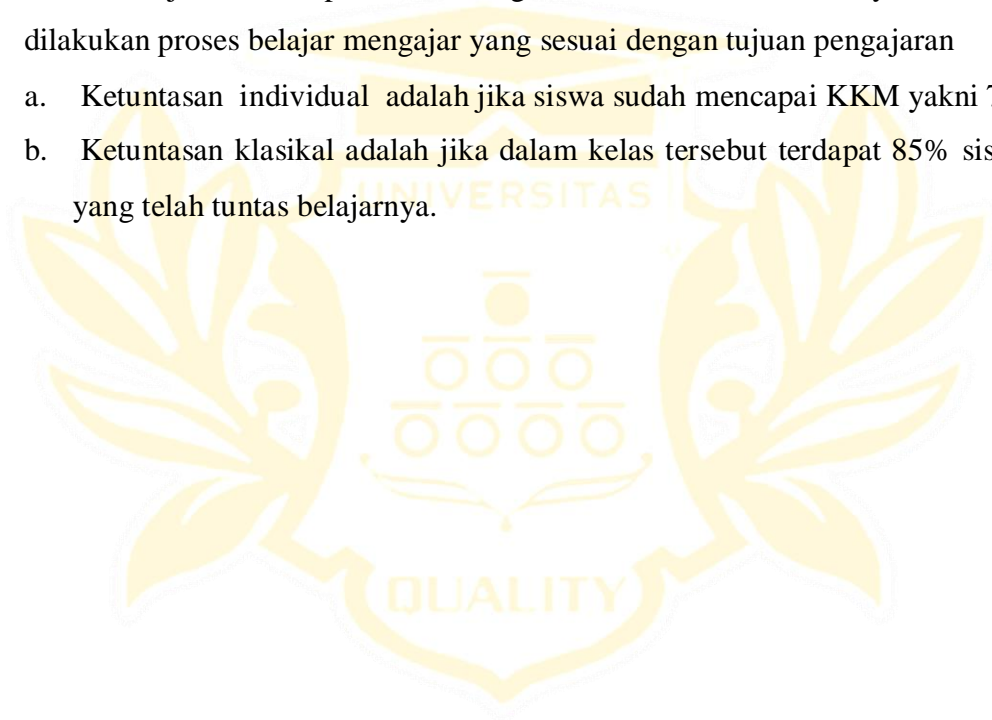 dilakukan proses belajar mengajar yang sesuai dengan tujuan pengajaran
a. Ketuntasan individual adalah jika siswa sudah mencapai KKM yakni
b. Ketuntasan klasikal adalah jika dalam kelas tersebut terdapat 85%
yang telah tuntas belajarnya.
UNIVERSITAS
QUALITY